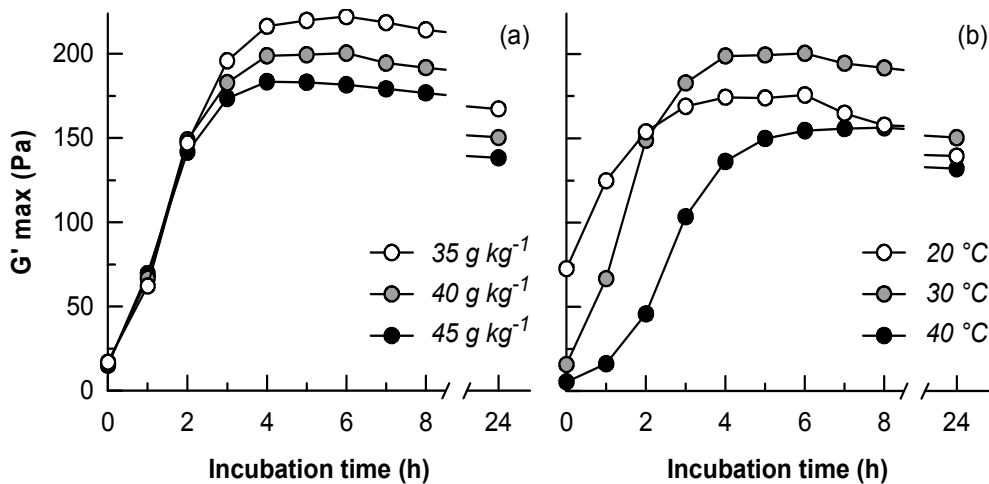 (a)
G' max (Pa)
200
150
100
50
0
35 g kg⁻¹
40 g kg⁻¹
45 g kg⁻¹
0 2 4 6 8 24
Incubation time (h)
(b)
20 °C
30 °C
40 °C
0 2 4 6 8 24
Incubation time (h)